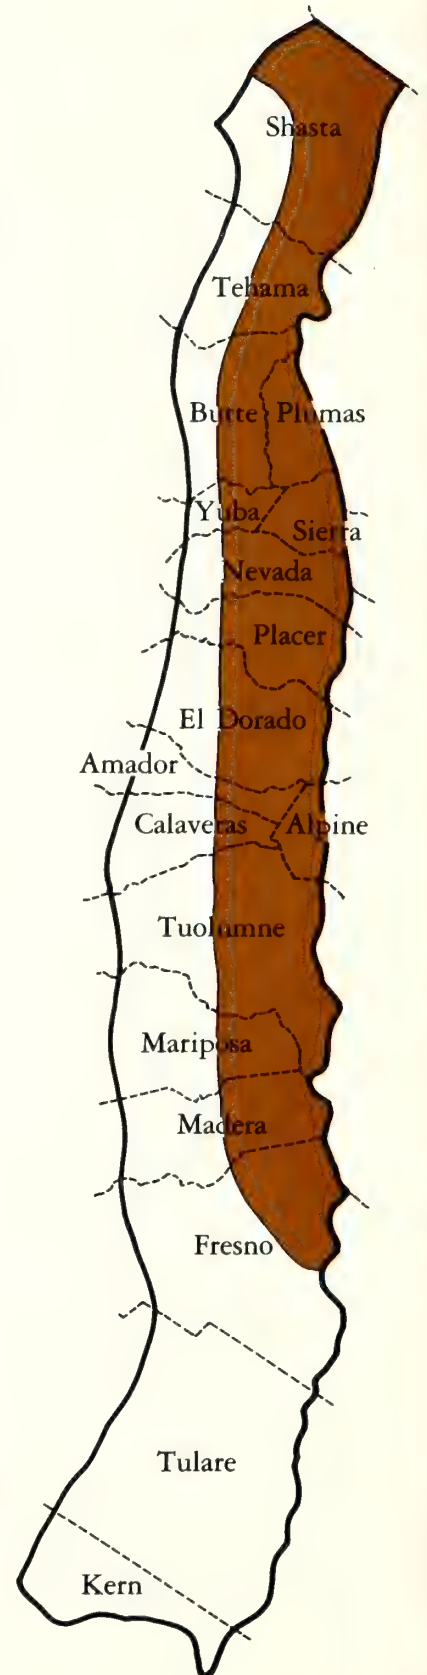 Shasta
Tehama
Butte Plumas
Yuba
Sierra
Nevada
Placer
El Dorado
Amador
Calaveras Alpine
Tuolumne
Mariposa
Madera
Fresno
Tulare
Kern